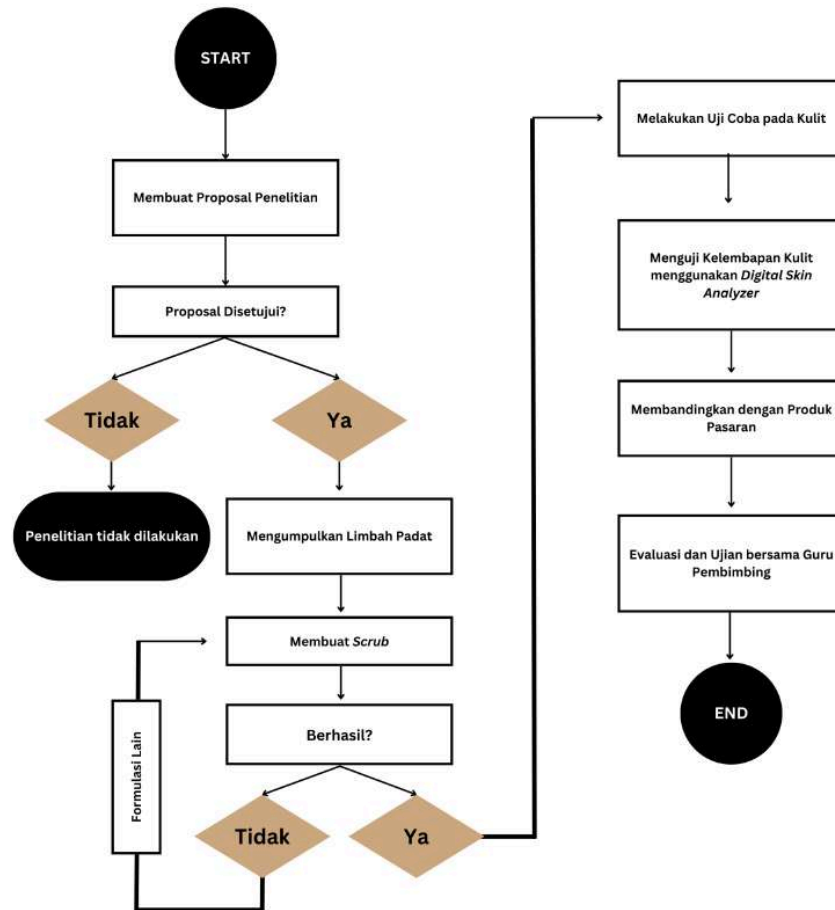 START
Membuat Proposal Penelitian
Proposal Disetujui?
Tidak
Ya
Penelitian tidak dilakukan
Mengumpulkan Limbah Padat
Membuat Scrub
Formulasi Lain
Berhasil?
Tidak
Ya
Melakukan Uji Coba pada Kulit
Menguji Kelembapan Kulit
menggunakan Digital Skin
Analyzer
Membandingkan dengan Produk
Pasaran
Evaluasi dan Ujian bersama Guru
Pembimbing
END